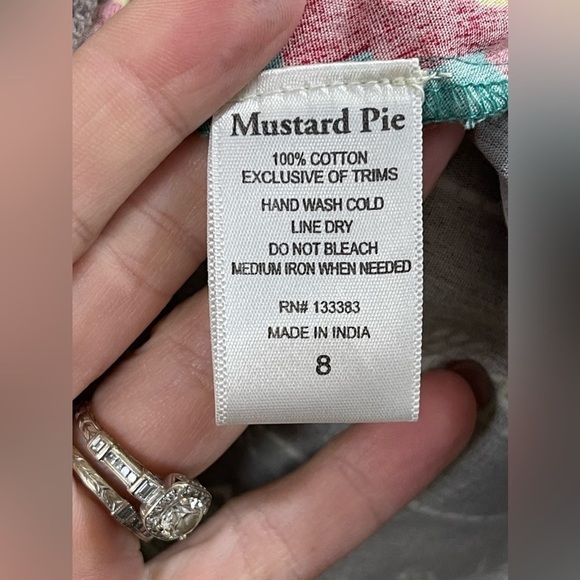 Mustard Pie
100% COTTON
EXCLUSIVE OF TRIMS
HAND WASH COLD
LINE DRY
DO NOT BLEACH
MEDIUM IRON WHEN NEEDED
RN# 133383
MADE IN INDIA
8